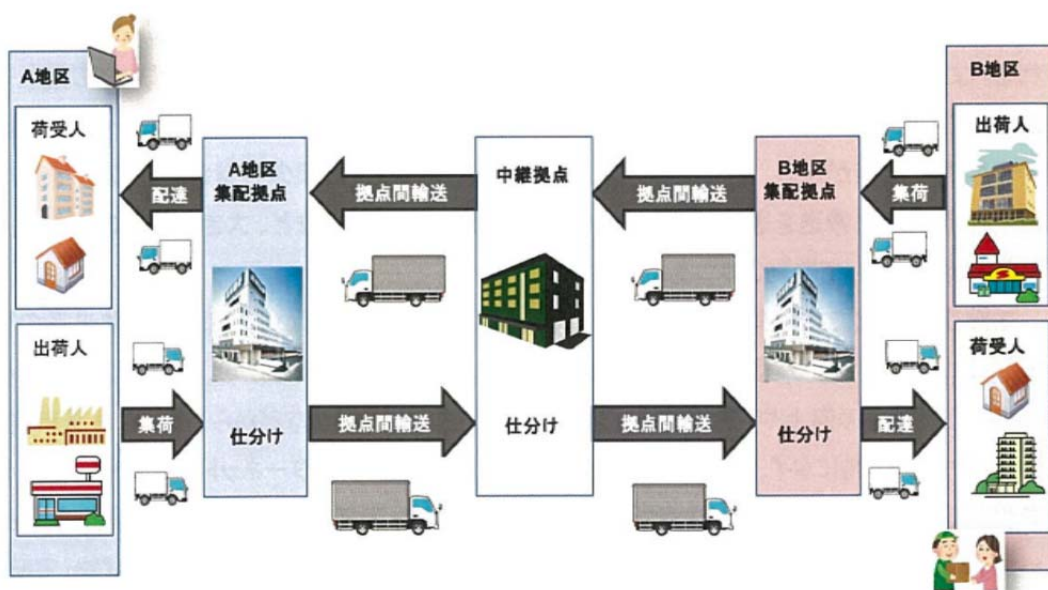 A地区
荷受人
出荷人
配達
集荷
A地区
集配拠点
仕分け
拠点間輸送
拠点間輸送
中継拠点
仕分け
拠点間輸送
拠点間輸送
B地区
集配拠点
仕分け
集荷
配達
B地区
出荷人
荷受人